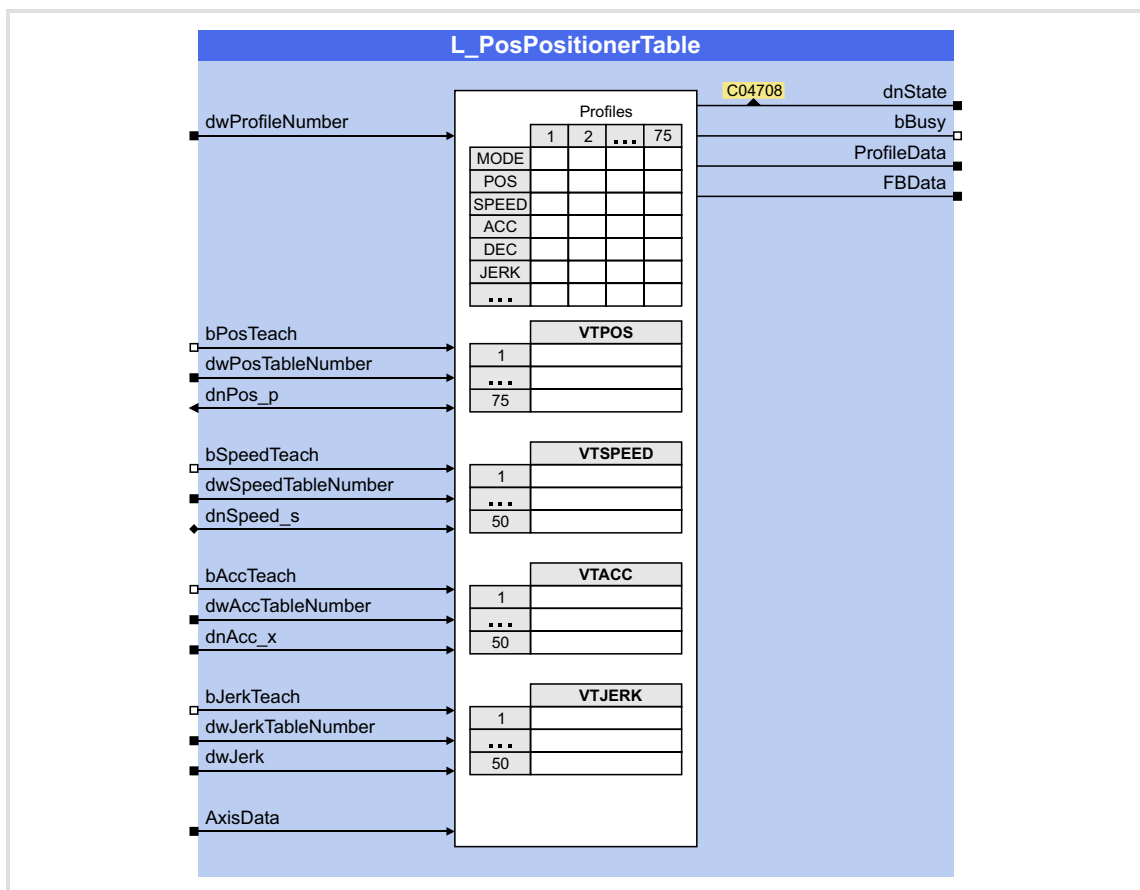 L_PosPositionerTable
C04708
dnState
dwProfileNumber
Profiles
bBusy
1 2 ... 75
ProfileData
MODE
FBData
POS
SPEED
ACC
DEC
JERK
...
bPosTeach
VTPOS
1
dwPosTableNumber
...
dnPos_p
75
bSpeedTeach
VTSPEED
1
dwSpeedTableNumber
...
dnSpeed_s
50
bAccTeach
VTACC
1
dwAccTableNumber
...
dnAcc_x
50
bJerkTeach
VTJERK
1
dwJerkTableNumber
...
dwJerk
50
AxisData